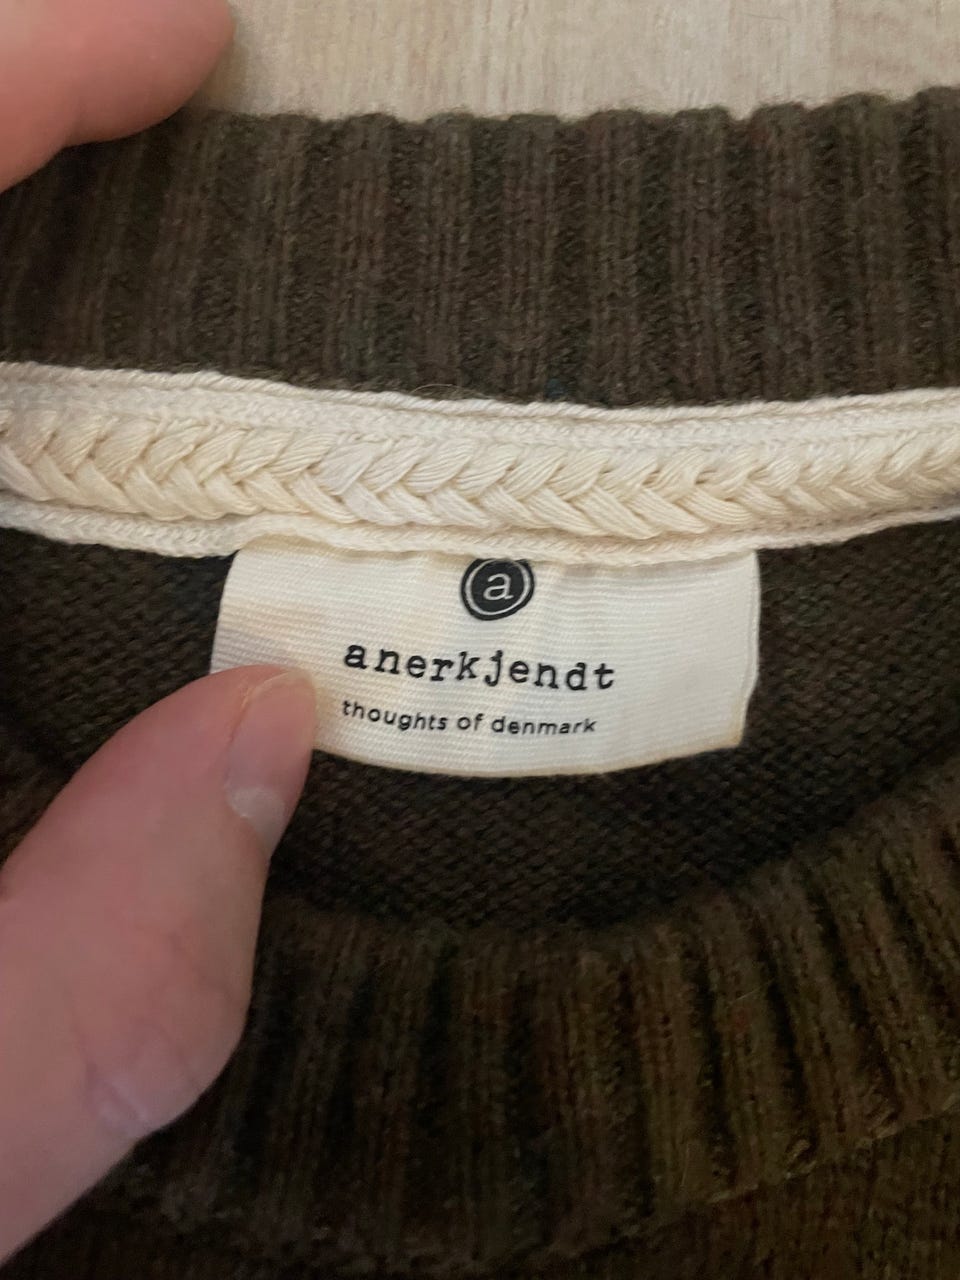 a
anerkjendt
thoughts of denmark